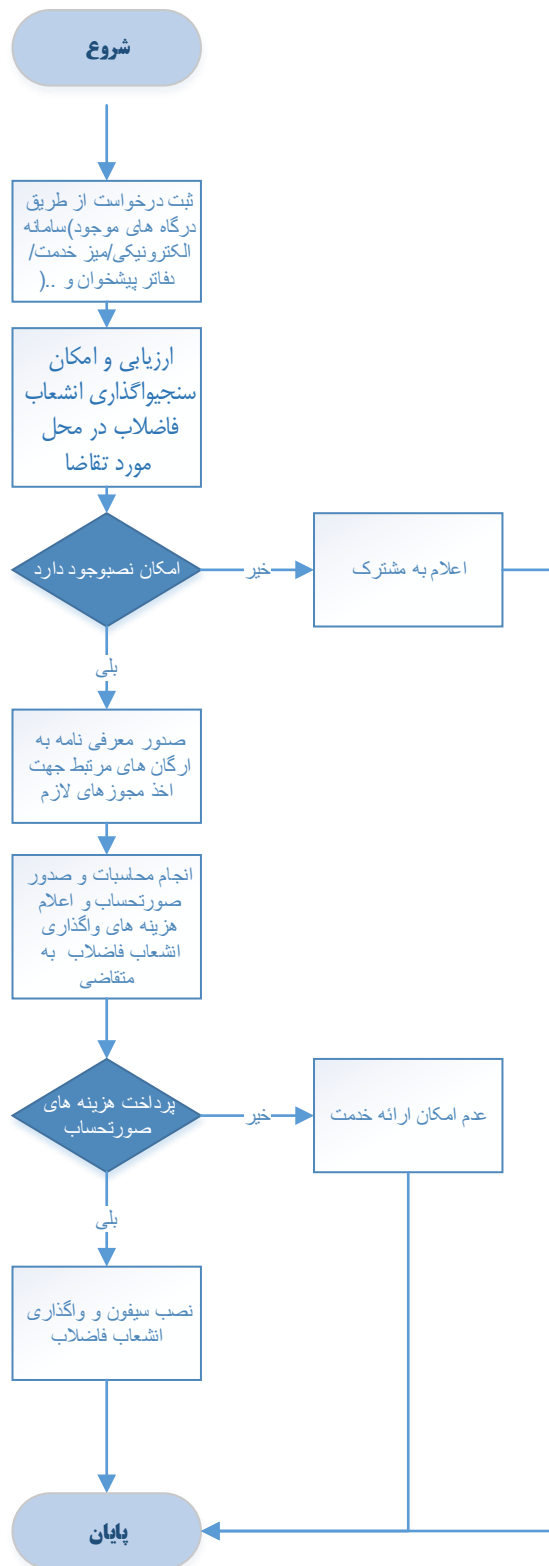 شروع
ثبت درخواست از طریق
درگاه های موجود)سامانه
الکترونیکی/میز خدمت/
دفاتر پیشخوان و ..(
ارزیابی و امکان
سنجیواگذاری انشعاب
فاضلاب در محل
مورد تقاضا
امکان نصبوجود دارد
خیر
اعلام به مشترک
بلی
صدور معرفی نامه به
ارگان های مرتبط جهت
اخذ مجوزهای لازم
انجام محاسبات و صدور
صورتحساب و اعلام
هزینه های واگذاری
انشعاب فاضلاب به
متقاضی
پرداخت هزینه های
صورتحساب
خیر
عدم امکان ارائه خدمت
بلی
نصب سیفون و واگذاری
انشعاب فاضلاب
پایان